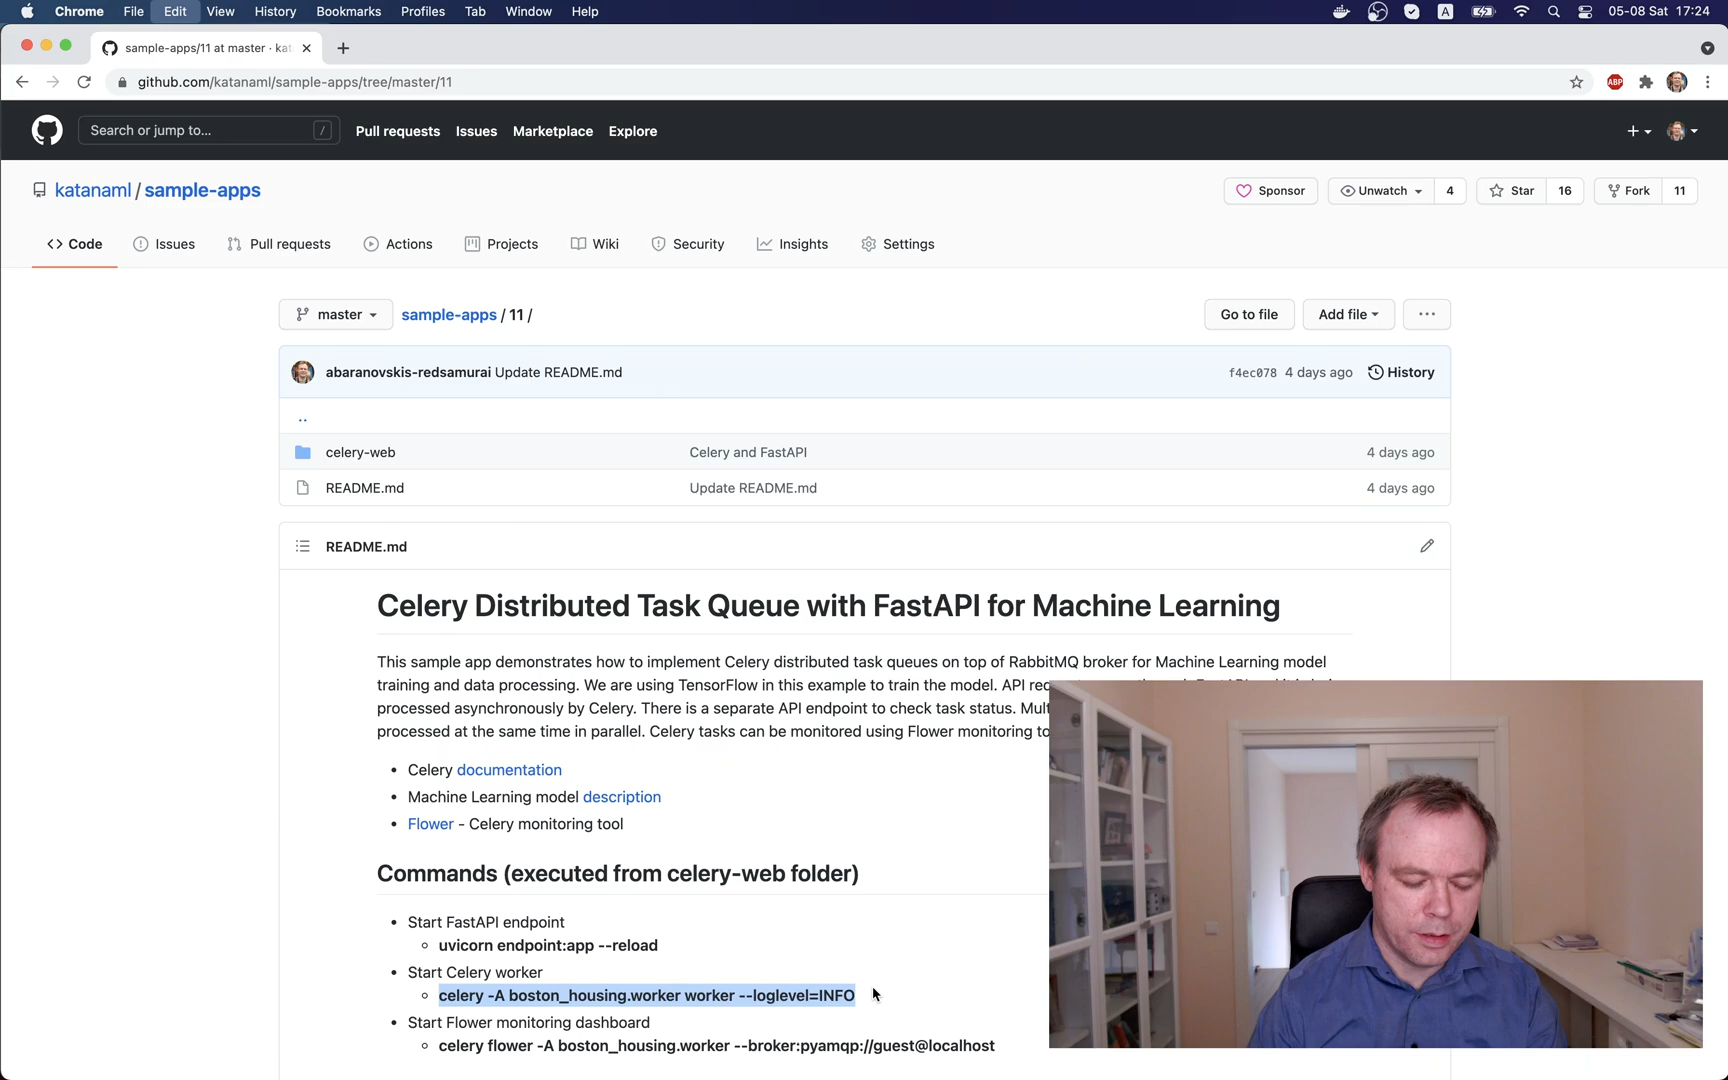 Chrome File Edit View History Bookmarks Profiles Tab Window Help
A 05-08 Sat 17:24
sample-apps/11 at master · kat
github.com/katanaml/sample-apps/tree/master/11
ABP
Search or jump to... / Pull requests Issues Marketplace Explore
katanaml / sample-apps
Sponsor Unwatch 4 Star 16 Fork 11
Code Issues Pull requests Actions Projects Wiki Security Insights Settings
master sample-apps / 11 / Go to file Add file ...
abaranovskis-redsamurai Update README.md f4ec078 4 days ago History
..
celery-web Celery and FastAPI 4 days ago
README.md Update README.md 4 days ago
README.md
Celery Distributed Task Queue with FastAPI for Machine Learning
This sample app demonstrates how to implement Celery distributed task queues on top of RabbitMQ broker for Machine Learning model
training and data processing. We are using TensorFlow in this example to train the model. API
processed asynchronously by Celery. There is a separate API endpoint to check task status.
processed at the same time in parallel. Celery tasks can be monitored using Flower monitoring
• Celery documentation
• Machine Learning model description
• Flower - Celery monitoring tool
Commands (executed from celery-web folder)
• Start FastAPI endpoint
uvicorn endpoint:app --reload
• Start Celery worker
celery -A boston_housing.worker worker --loglevel=INFO
• Start Flower monitoring dashboard
celery flower -A boston_housing.worker --broker:pyamqp://guest@localhost